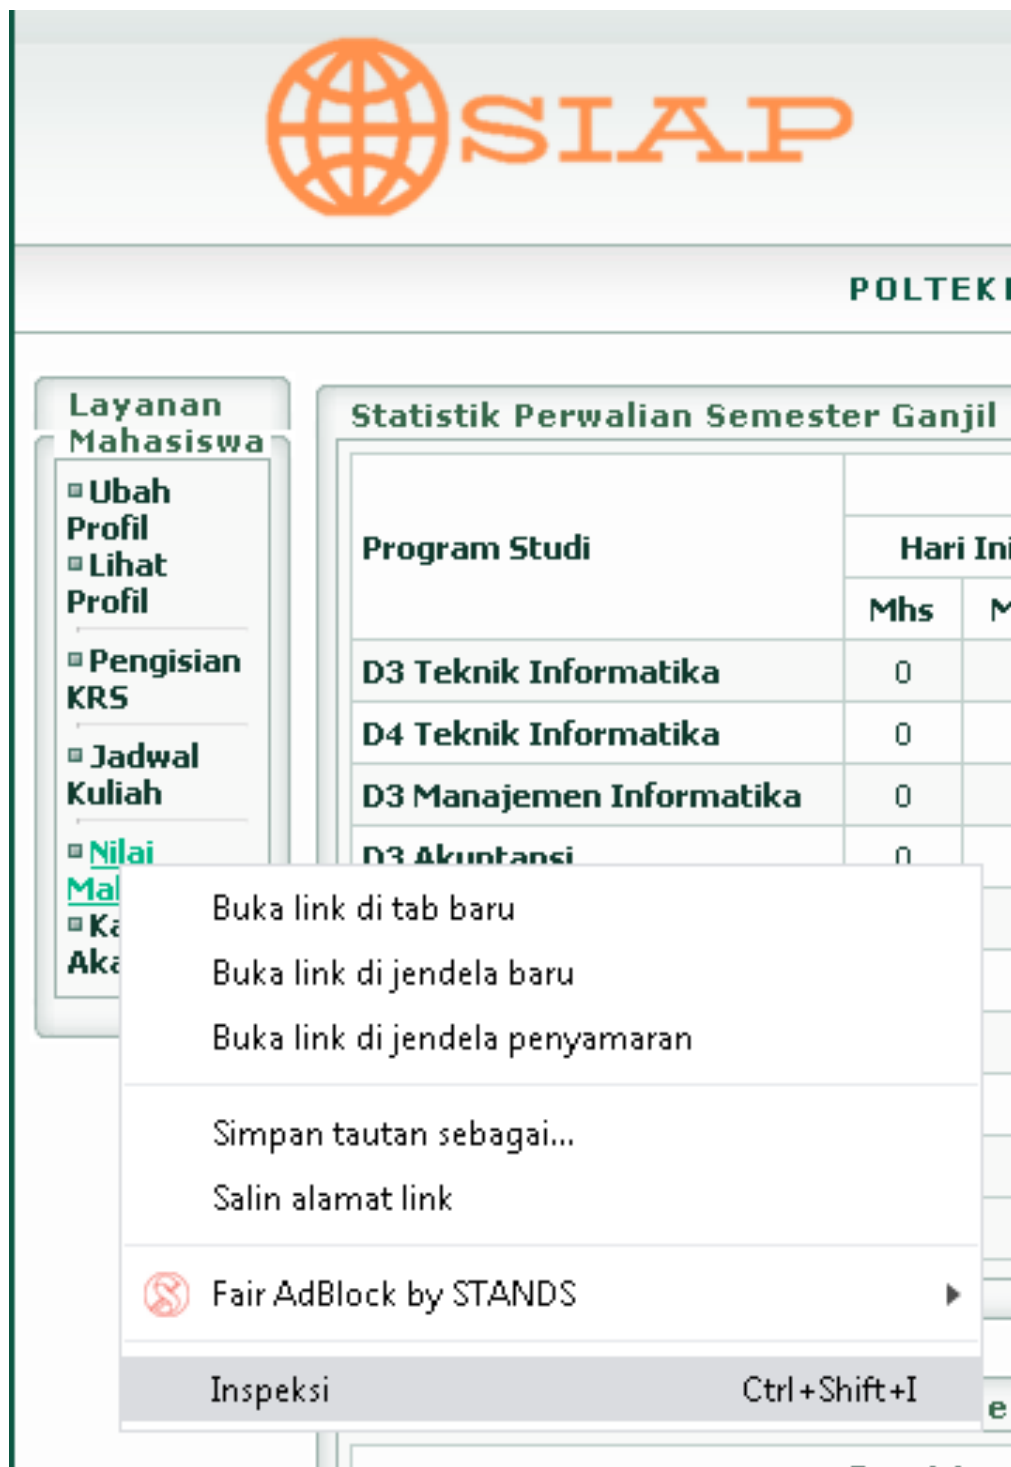 SIAP
POLTEK
Layanan
Mahasiswa
Ubah
Profil
Lihat
Profil
Pengisian
KRS
Jadwal
Kuliah
Nilai
Statistik Perwalian Semester Ganjil
Program Studi
Hari Ini
Mhs
D3 Teknik Informatika 0
D4 Teknik Informatika 0
D3 Manajemen Informatika 0
D3 Akuntansi 0
Buka link di tab baru
Buka link di jendela baru
Buka link di jendela penyamaran
Simpan tautan sebagai...
Salin alamat link
Fair AdBlock by STANDS
Inspeksi Ctrl+Shift+I